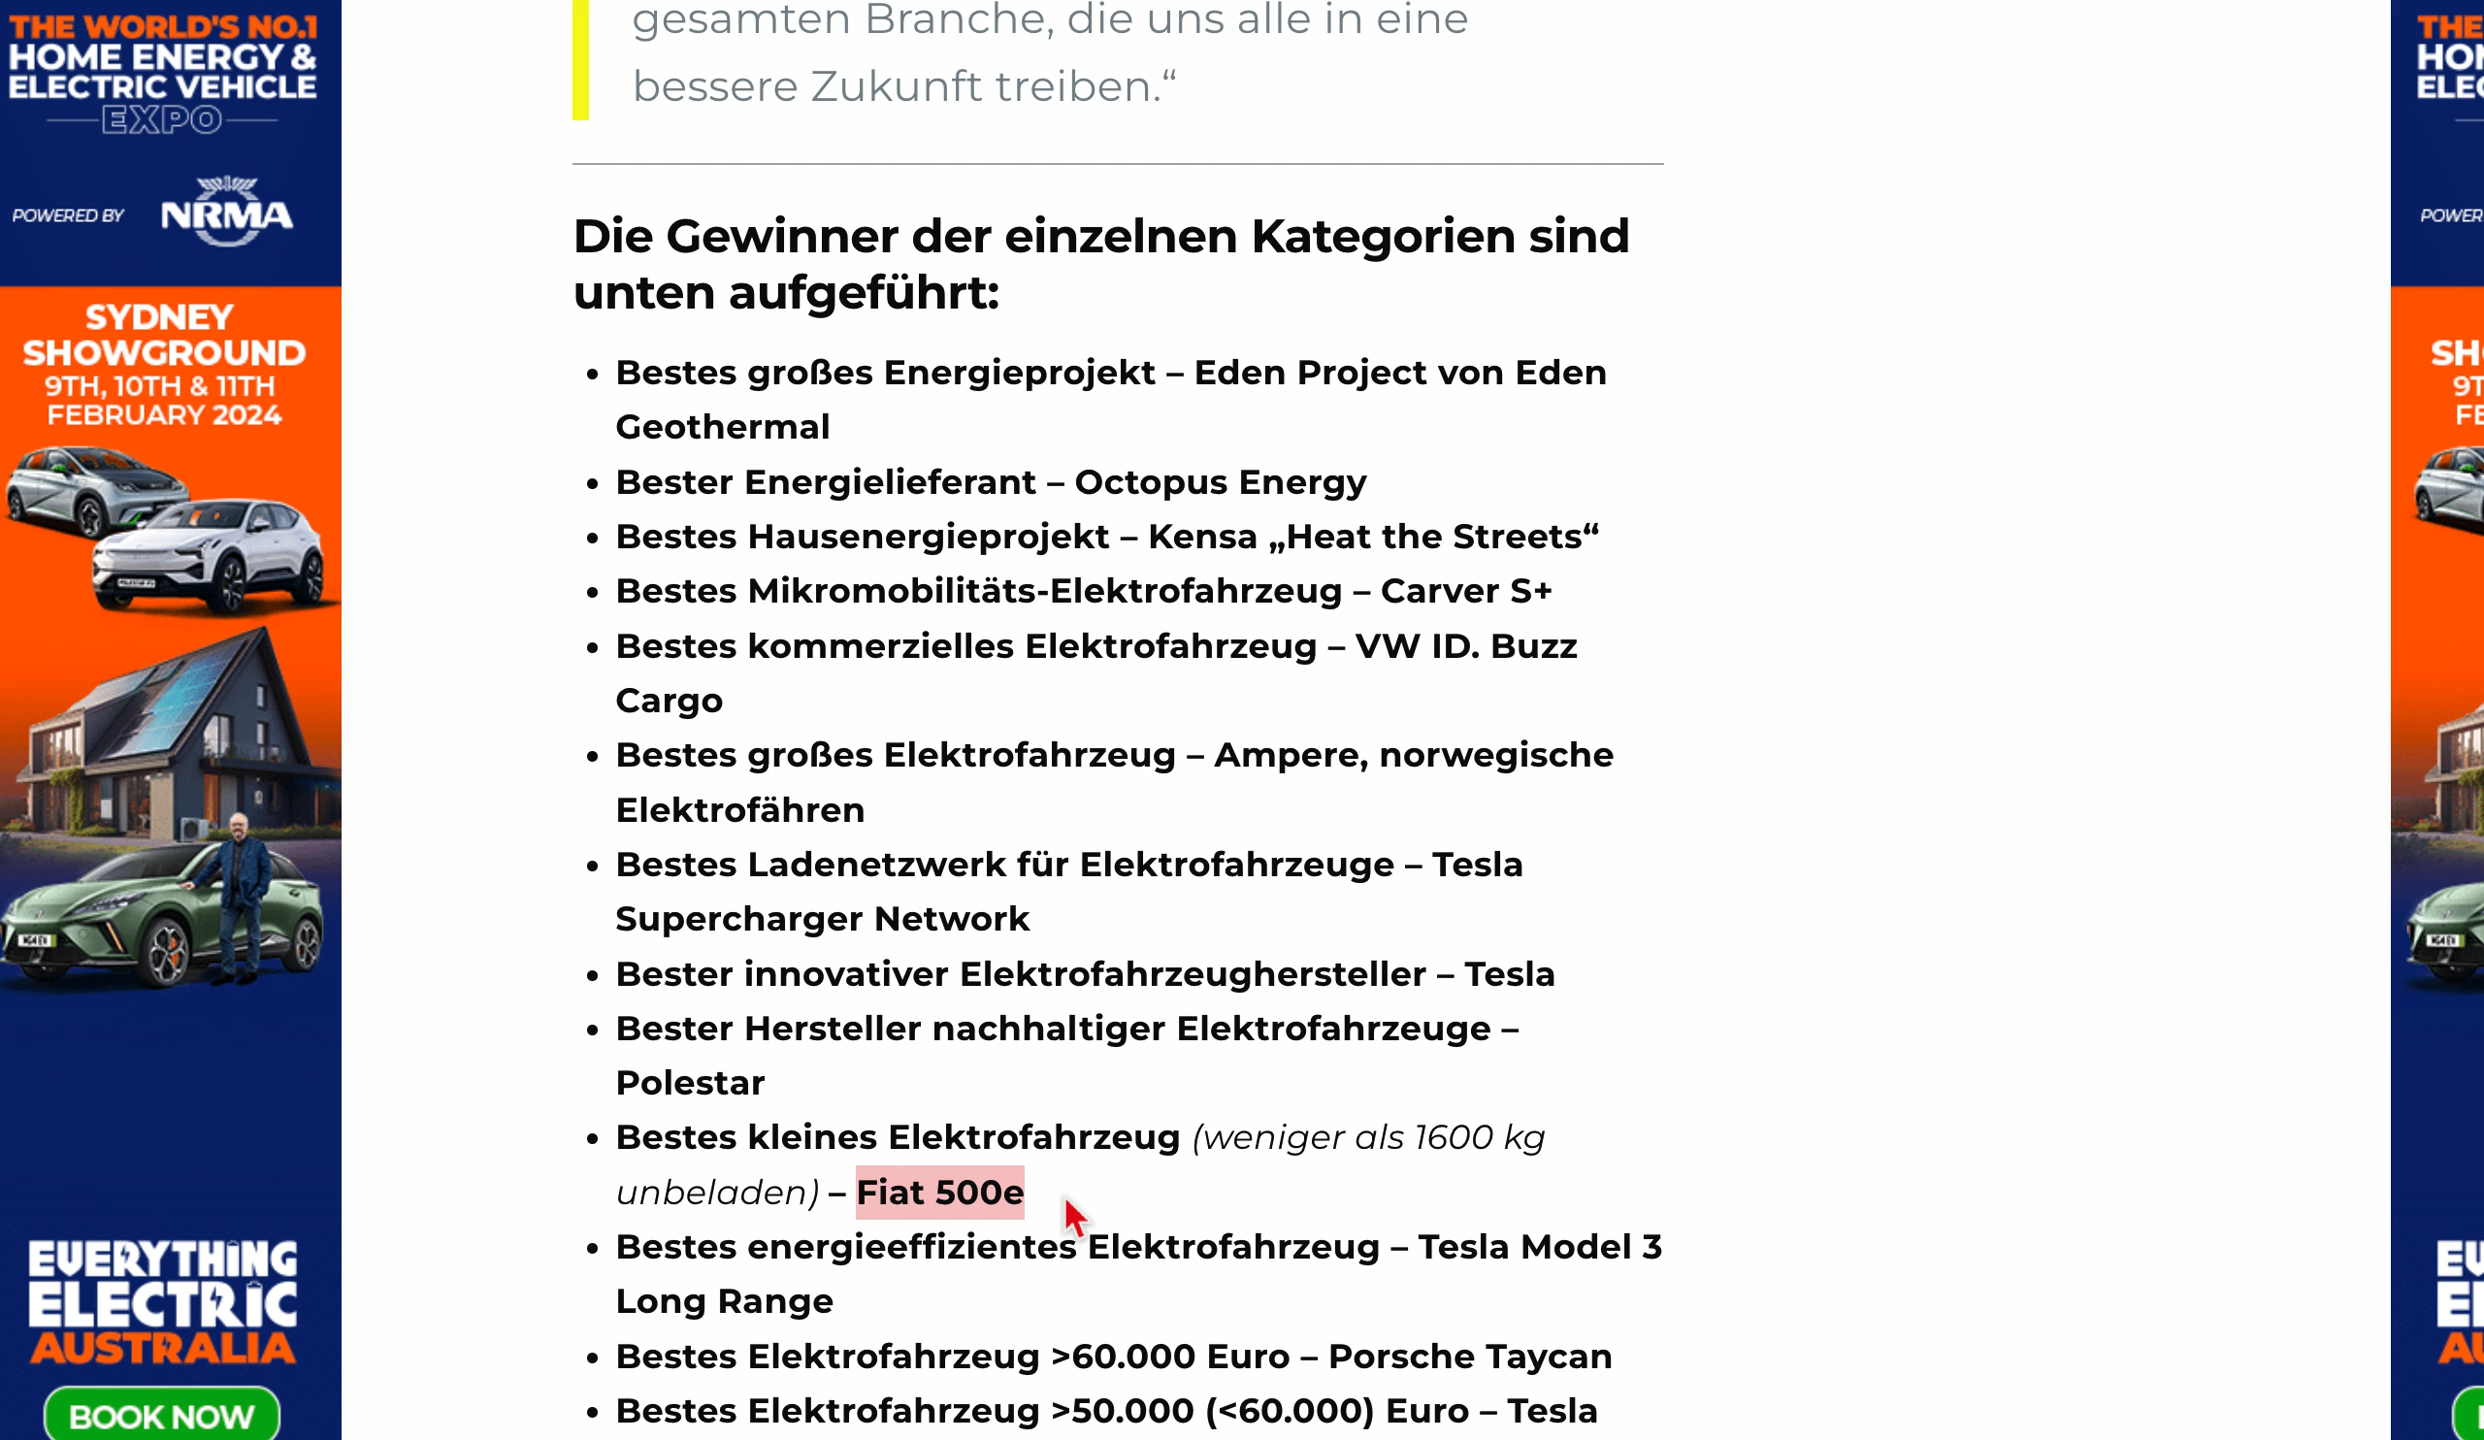 THE WORLD'S NO.1
HOME ENERGY &
ELECTRIC VEHICLE
EXPO
POWERED BY NRMA
SYDNEY
SHOWGROUND
9TH, 10TH & 11TH
FEBRUARY 2024
EVERYTHING
ELECTRIC
AUSTRALIA
BOOK NOW
gesamten Branche, die uns alle in eine
bessere Zukunft treiben.“
Die Gewinner der einzelnen Kategorien sind
unten aufgeführt:
• Bestes großes Energieprojekt – Eden Project von Eden
Geothermal
• Bester Energielieferant – Octopus Energy
• Bestes Hausenergieprojekt – Kensa „Heat the Streets“
• Bestes Mikromobilitäts-Elektrofahrzeug – Carver S+
• Bestes kommerzielles Elektrofahrzeug – VW ID. Buzz
Cargo
• Bestes großes Elektrofahrzeug – Ampere, norwegische
Elektrofähren
• Bestes Ladenetzwerk für Elektrofahrzeuge – Tesla
Supercharger Network
• Bester innovativer Elektrofahrzeughersteller – Tesla
• Bester Hersteller nachhaltiger Elektrofahrzeuge –
Polestar
• Bestes kleines Elektrofahrzeug (weniger als 1600 kg
unbeladen) – Fiat 500e
• Bestes energieeffizientes Elektrofahrzeug – Tesla Model 3
Long Range
• Bestes Elektrofahrzeug >60.000 Euro – Porsche Taycan
• Bestes Elektrofahrzeug >50.000 (<60.000) Euro – Tesla
THE
HO
ELEC
POWER
SH
9T
FE